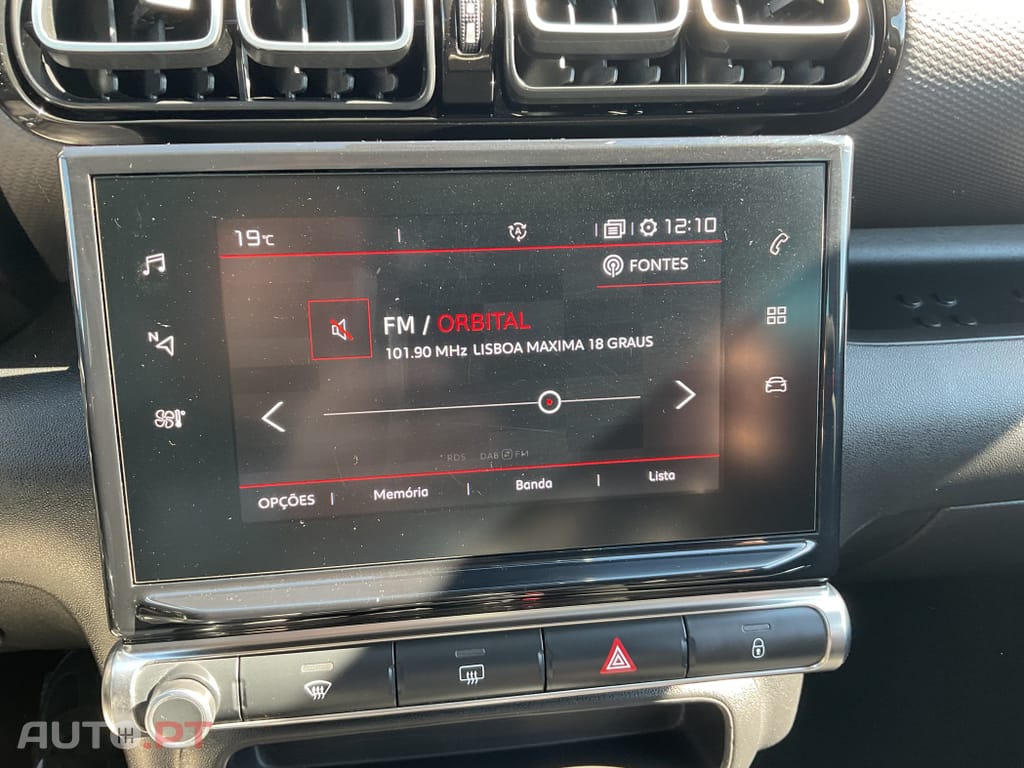 19°C 12:10
FONTES
FM / ORBITAL
101.90 MHz LISBOA MAXIMA 18 GRAUS
N
RDS DAB FM
OPÇÕES Memória Banda Lista
AUTO.PT